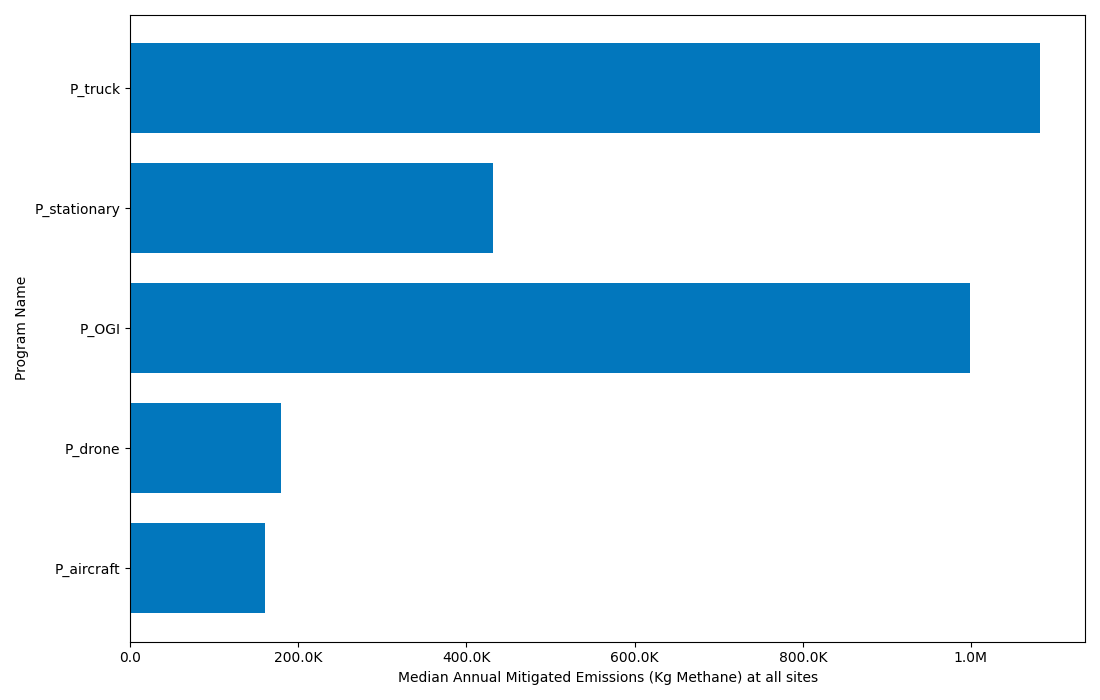 P_truck
P_stationary
P_OGI
P_drone
P_aircraft
Program Name
0.0 200.0K 400.0K 600.0K 800.0K 1.0M
Median Annual Mitigated Emissions (Kg Methane) at all sites